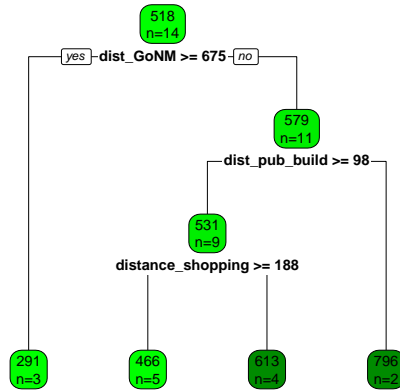 518
n=14
yes dist_GoNM >= 675 no
579
n=11
dist_pub_build >= 98
531
n=9
distance_shopping >= 188
291
n=3
466
n=5
613
n=4
796
n=2